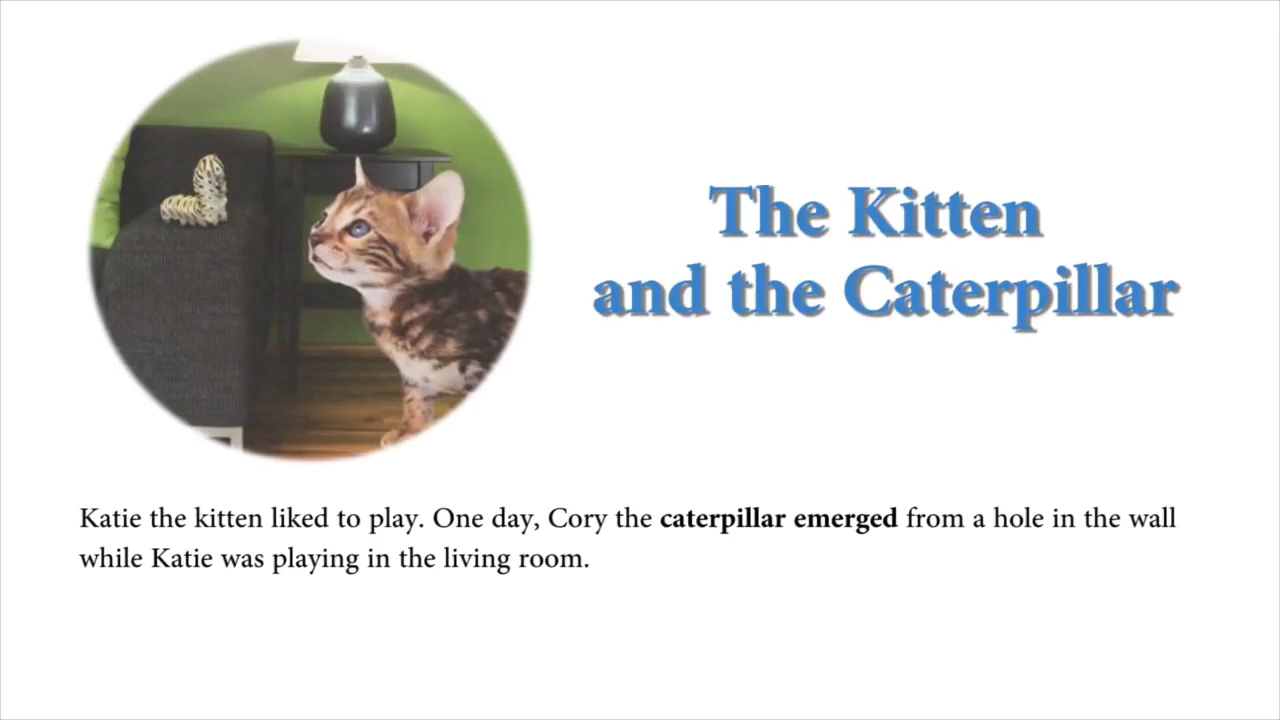 The Kitten
and the Caterpillar
Katie the kitten liked to play. One day, Cory the caterpillar emerged from a hole in the wall
while Katie was playing in the living room.